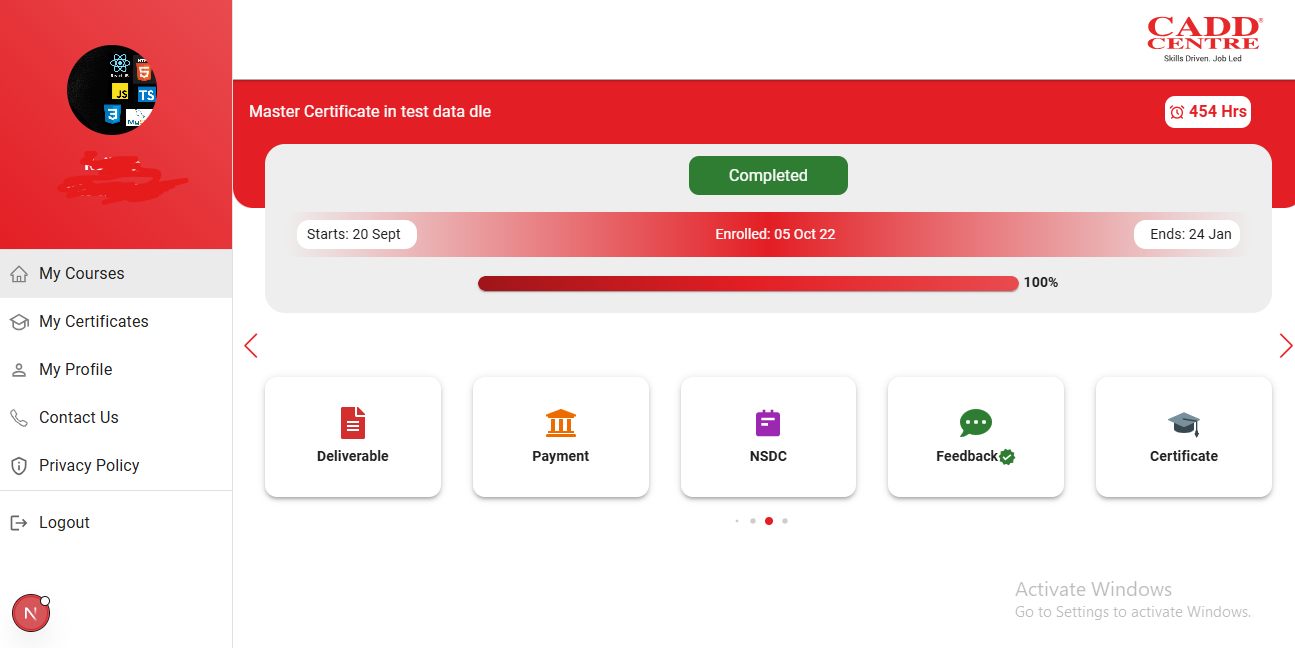 HTML
JS
TS
CADD
CENTRE
Skills Driven. Job Led
Master Certificate in test data dle
454 Hrs
Completed
Starts: 20 Sept
Enrolled: 05 Oct 22
Ends: 24 Jan
100%
My Courses
My Certificates
My Profile
Contact Us
Privacy Policy
Logout
N
Deliverable
Payment
NSDC
Feedback
Certificate
Activate Windows
Go to Settings to activate Windows.